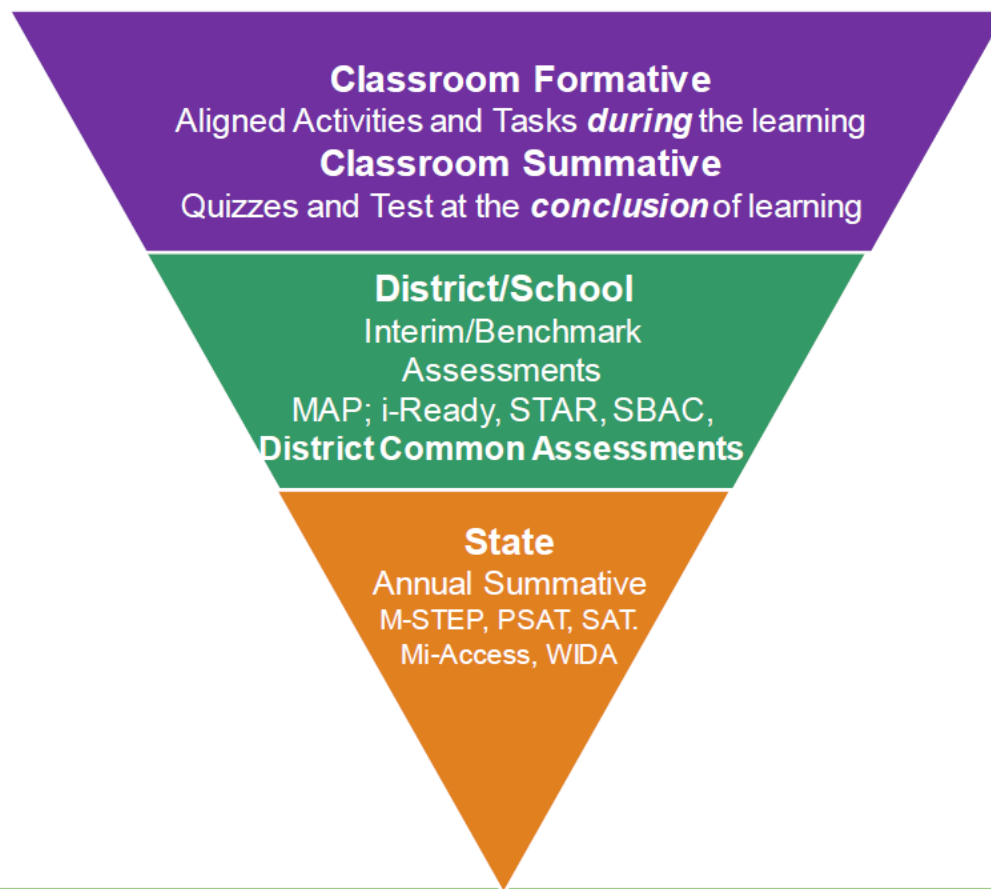 Classroom Formative
Aligned Activities and Tasks during the learning
Classroom Summative
Quizzes and Test at the conclusion of learning
District/School
Interim/Benchmark
Assessments
MAP; i-Ready, STAR, SBAC,
District Common Assessments
State
Annual Summative
M-STEP, PSAT, SAT.
Mi-Access, WIDA